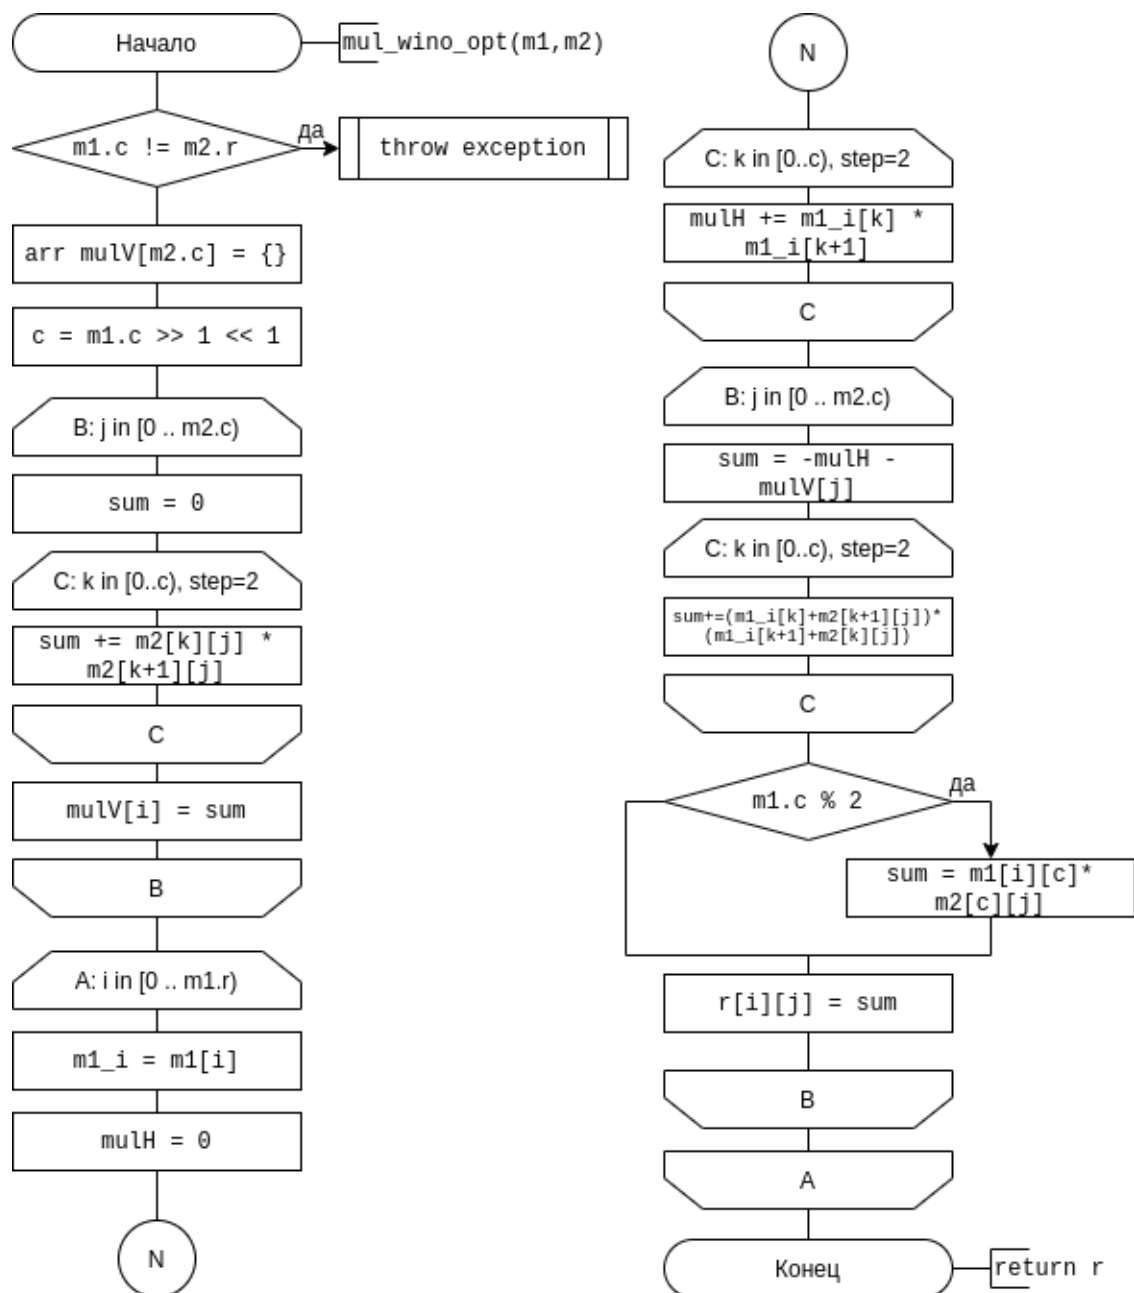 Начало
mul_wino_opt(m1,m2)
m1.c != m2.r
да
throw exception
arr mulV[m2.c] = {}
c = m1.c >> 1 << 1
B: j in [0 .. m2.c)
sum = 0
C: k in [0..c), step=2
sum += m2[k][j] *
m2[k+1][j]
C
mulV[i] = sum
B
A: i in [0 .. m1.r)
m1_i = m1[i]
mulH = 0
N
N
C: k in [0..c), step=2
mulH += m1_i[k] *
m1_i[k+1]
C
B: j in [0 .. m2.c)
sum = -mulH -
mulV[j]
C: k in [0..c), step=2
sum+=(m1_i[k]+m2[k+1][j])*
(m1_i[k+1]+m2[k][j])
C
m1.c % 2
да
sum = m1[i][c]*
m2[c][j]
r[i][j] = sum
B
A
Конец
return r